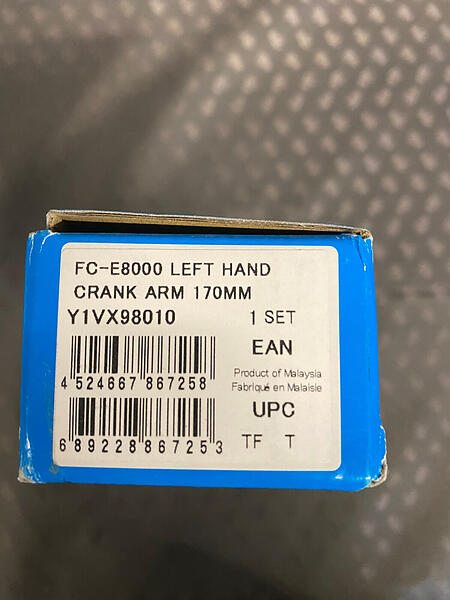 FC-E8000 LEFT HAND
CRANK ARM 170MM
Y1VX98010 1 SET
EAN
4 524667 867258
Product of Malaysia
Fabriqué en Malaisie
UPC
6 89228 86725 3
TF T